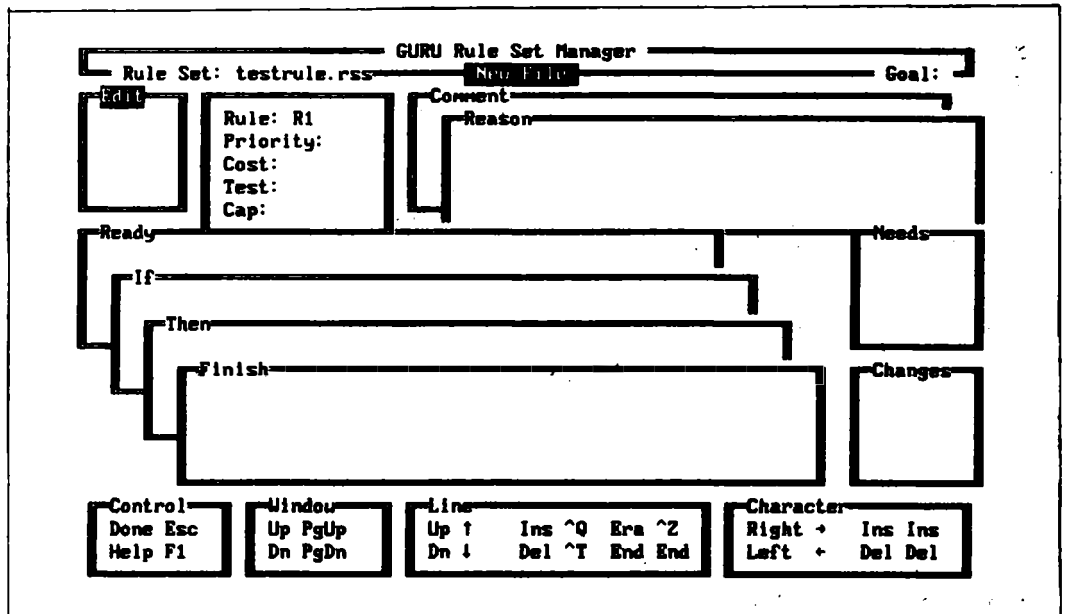 GURU Rule Set Manager
Rule Set: testrule.rss New File Goal:
Edit
Rule: R1
Priority:
Cost:
Test:
Cap:
Comment
Reason
Ready
If
Then
Finish
Needs
Changes
Control
Done Esc
Help F1
Window
Up PgUp
Dn PgDn
Line
Up ↑ Ins ^Q Era ^Z
Dn ↓ Del ^T End End
Character
Right → Ins Ins
Left ← Del Del